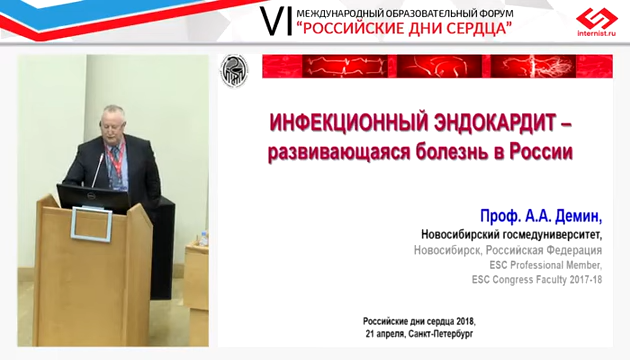 VI МЕЖДУНАРОДНЫЙ ОБРАЗОВАТЕЛЬНЫЙ ФОРУМ
“РОССИЙСКИЕ ДНИ СЕРДЦА”
internist.ru
ИНФЕКЦИОННЫЙ ЭНДОКАРДИТ –
развивающаяся болезнь в России
Проф. А.А. Демин,
Новосибирский госмедуниверситет,
Новосибирск, Российская Федерация
ESC Professional Member,
ESC Congress Faculty 2017-18
Российские дни сердца 2018,
21 апреля, Санкт-Петербург